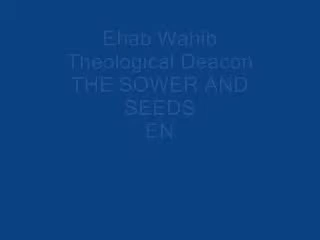 Ehab Wahib
Theological Deacon
THE SOWER AND
SEEDS
EN